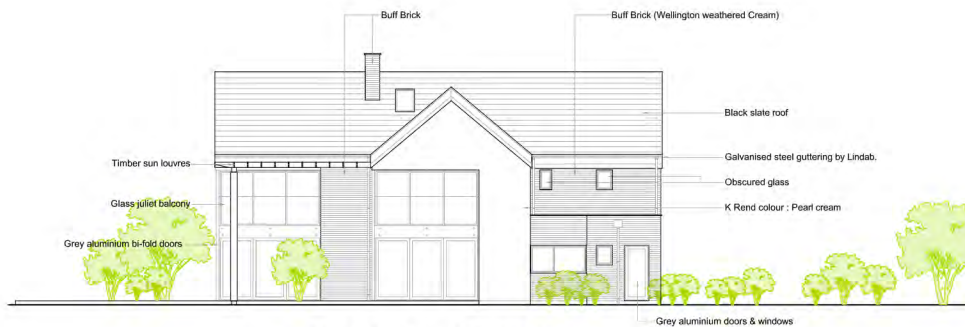 Buff Brick
Buff Brick (Wellington weathered Cream)
Black slate roof
Timber sun louvres
Galvanised steel guttering by Lindab.
Obscured glass
Glass juliet balcony
K Rend colour : Pearl cream
Grey aluminium bi-fold doors
Grey aluminium doors & windows